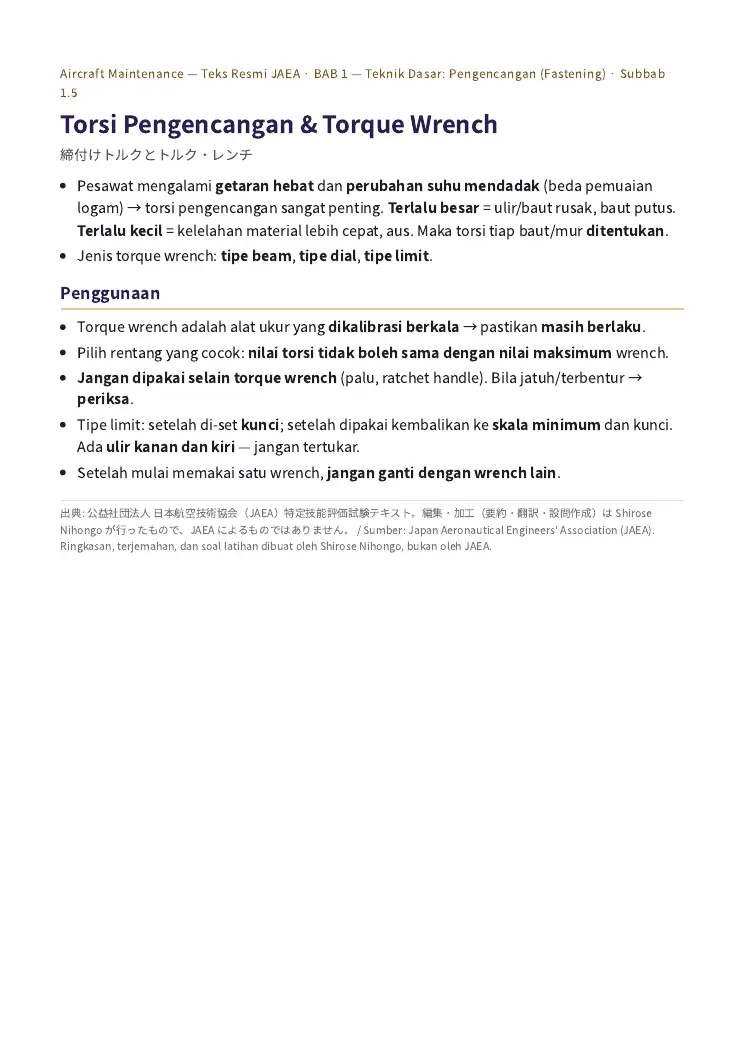 Aircraft Maintenance — Teks Resmi JAEA · BAB 1 — Teknik Dasar: Pengencangan (Fastening) · Subbab
1.5
Torsi Pengencangan & Torque Wrench
締付けトルクとトルク・レンチ
• Pesawat mengalami getaran hebat dan perubahan suhu mendadak (beda pemuaian
logam) → torsi pengencangan sangat penting. Terlalu besar = ulir/baut rusak, baut putus.
Terlalu kecil = kelelahan material lebih cepat, aus. Maka torsi tiap baut/mur ditentukan.
• Jenis torque wrench: tipe beam, tipe dial, tipe limit.
Penggunaan
• Torque wrench adalah alat ukur yang dikalibrasi berkala → pastikan masih berlaku.
• Pilih rentang yang cocok: nilai torsi tidak boleh sama dengan nilai maksimum wrench.
• Jangan dipakai selain torque wrench (palu, ratchet handle). Bila jatuh/terbentur →
periksa.
• Tipe limit: setelah di-set kunci; setelah dipakai kembalikan ke skala minimum dan kunci.
Ada ulir kanan dan kiri — jangan tertukar.
• Setelah mulai memakai satu wrench, jangan ganti dengan wrench lain.
出典: 公益社団法人 日本航空技術協会（JAEA）特定技能評価試験テキスト。編集・加工（要約・翻訳・設問作成）は Shirose
Nihongo が行ったもので、JAEA によるものではありません。 / Sumber: Japan Aeronautical Engineers' Association (JAEA).
Ringkasan, terjemahan, dan soal latihan dibuat oleh Shirose Nihongo, bukan oleh JAEA.